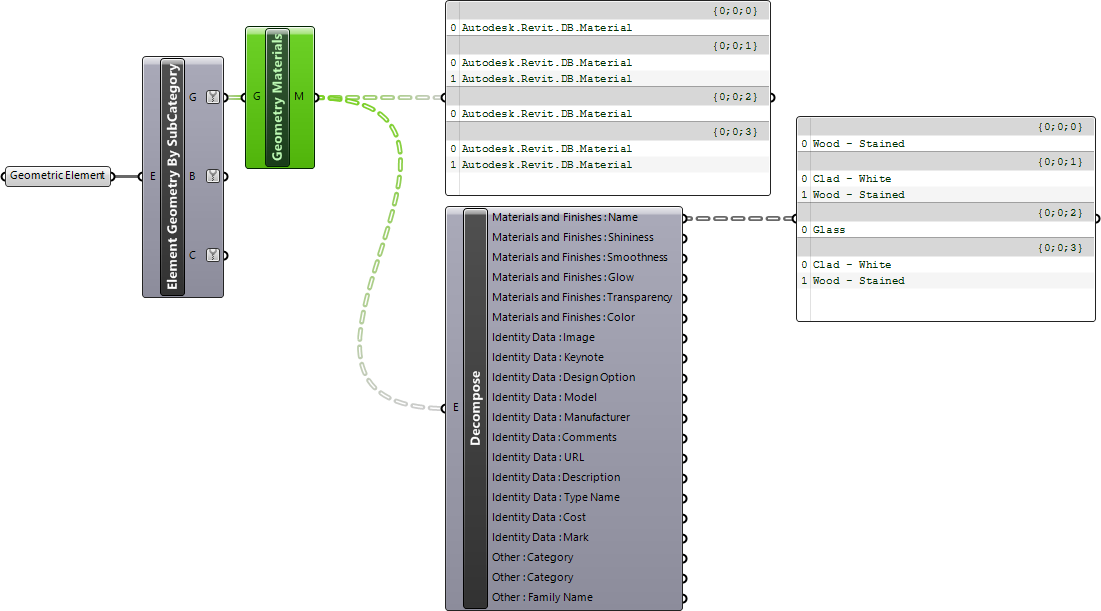 Geometric Element
E
Element Geometry By SubCategory
G
B
C
G
Geometry Materials
M
{0;0;0}
0 Autodesk.Revit.DB.Material
{0;0;1}
0 Autodesk.Revit.DB.Material
1 Autodesk.Revit.DB.Material
{0;0;2}
0 Autodesk.Revit.DB.Material
{0;0;3}
0 Autodesk.Revit.DB.Material
1 Autodesk.Revit.DB.Material
E
Decompose
Materials and Finishes : Name
Materials and Finishes : Shininess
Materials and Finishes : Smoothness
Materials and Finishes : Glow
Materials and Finishes : Transparency
Materials and Finishes : Color
Identity Data : Image
Identity Data : Keynote
Identity Data : Design Option
Identity Data : Model
Identity Data : Manufacturer
Identity Data : Comments
Identity Data : URL
Identity Data : Description
Identity Data : Type Name
Identity Data : Cost
Identity Data : Mark
Other : Category
Other : Category
Other : Family Name
{0;0;0}
0 Wood - Stained
{0;0;1}
0 Clad - White
1 Wood - Stained
{0;0;2}
0 Glass
{0;0;3}
0 Clad - White
1 Wood - Stained